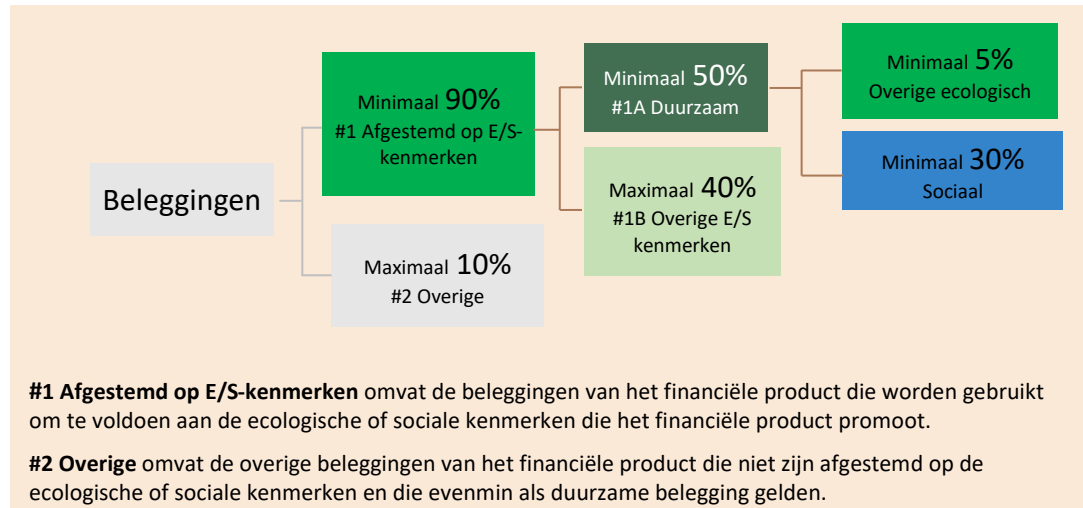 Beleggingen
Minimaal 90%
#1 Afgestemd op E/S-
kenmerken
Maximaal 10%
#2 Overige
Minimaal 50%
#1A Duurzaam
Maximaal 40%
#1B Overige E/S
kenmerken
Minimaal 5%
Overige ecologisch
Minimaal 30%
Sociaal
#1 Afgestemd op E/S-kenmerken omvat de beleggingen van het financiële product die worden gebruikt
om te voldoen aan de ecologische of sociale kenmerken die het financiële product promoot.
#2 Overige omvat de overige beleggingen van het financiële product die niet zijn afgestemd op de
ecologische of sociale kenmerken en die evenmin als duurzame belegging gelden.